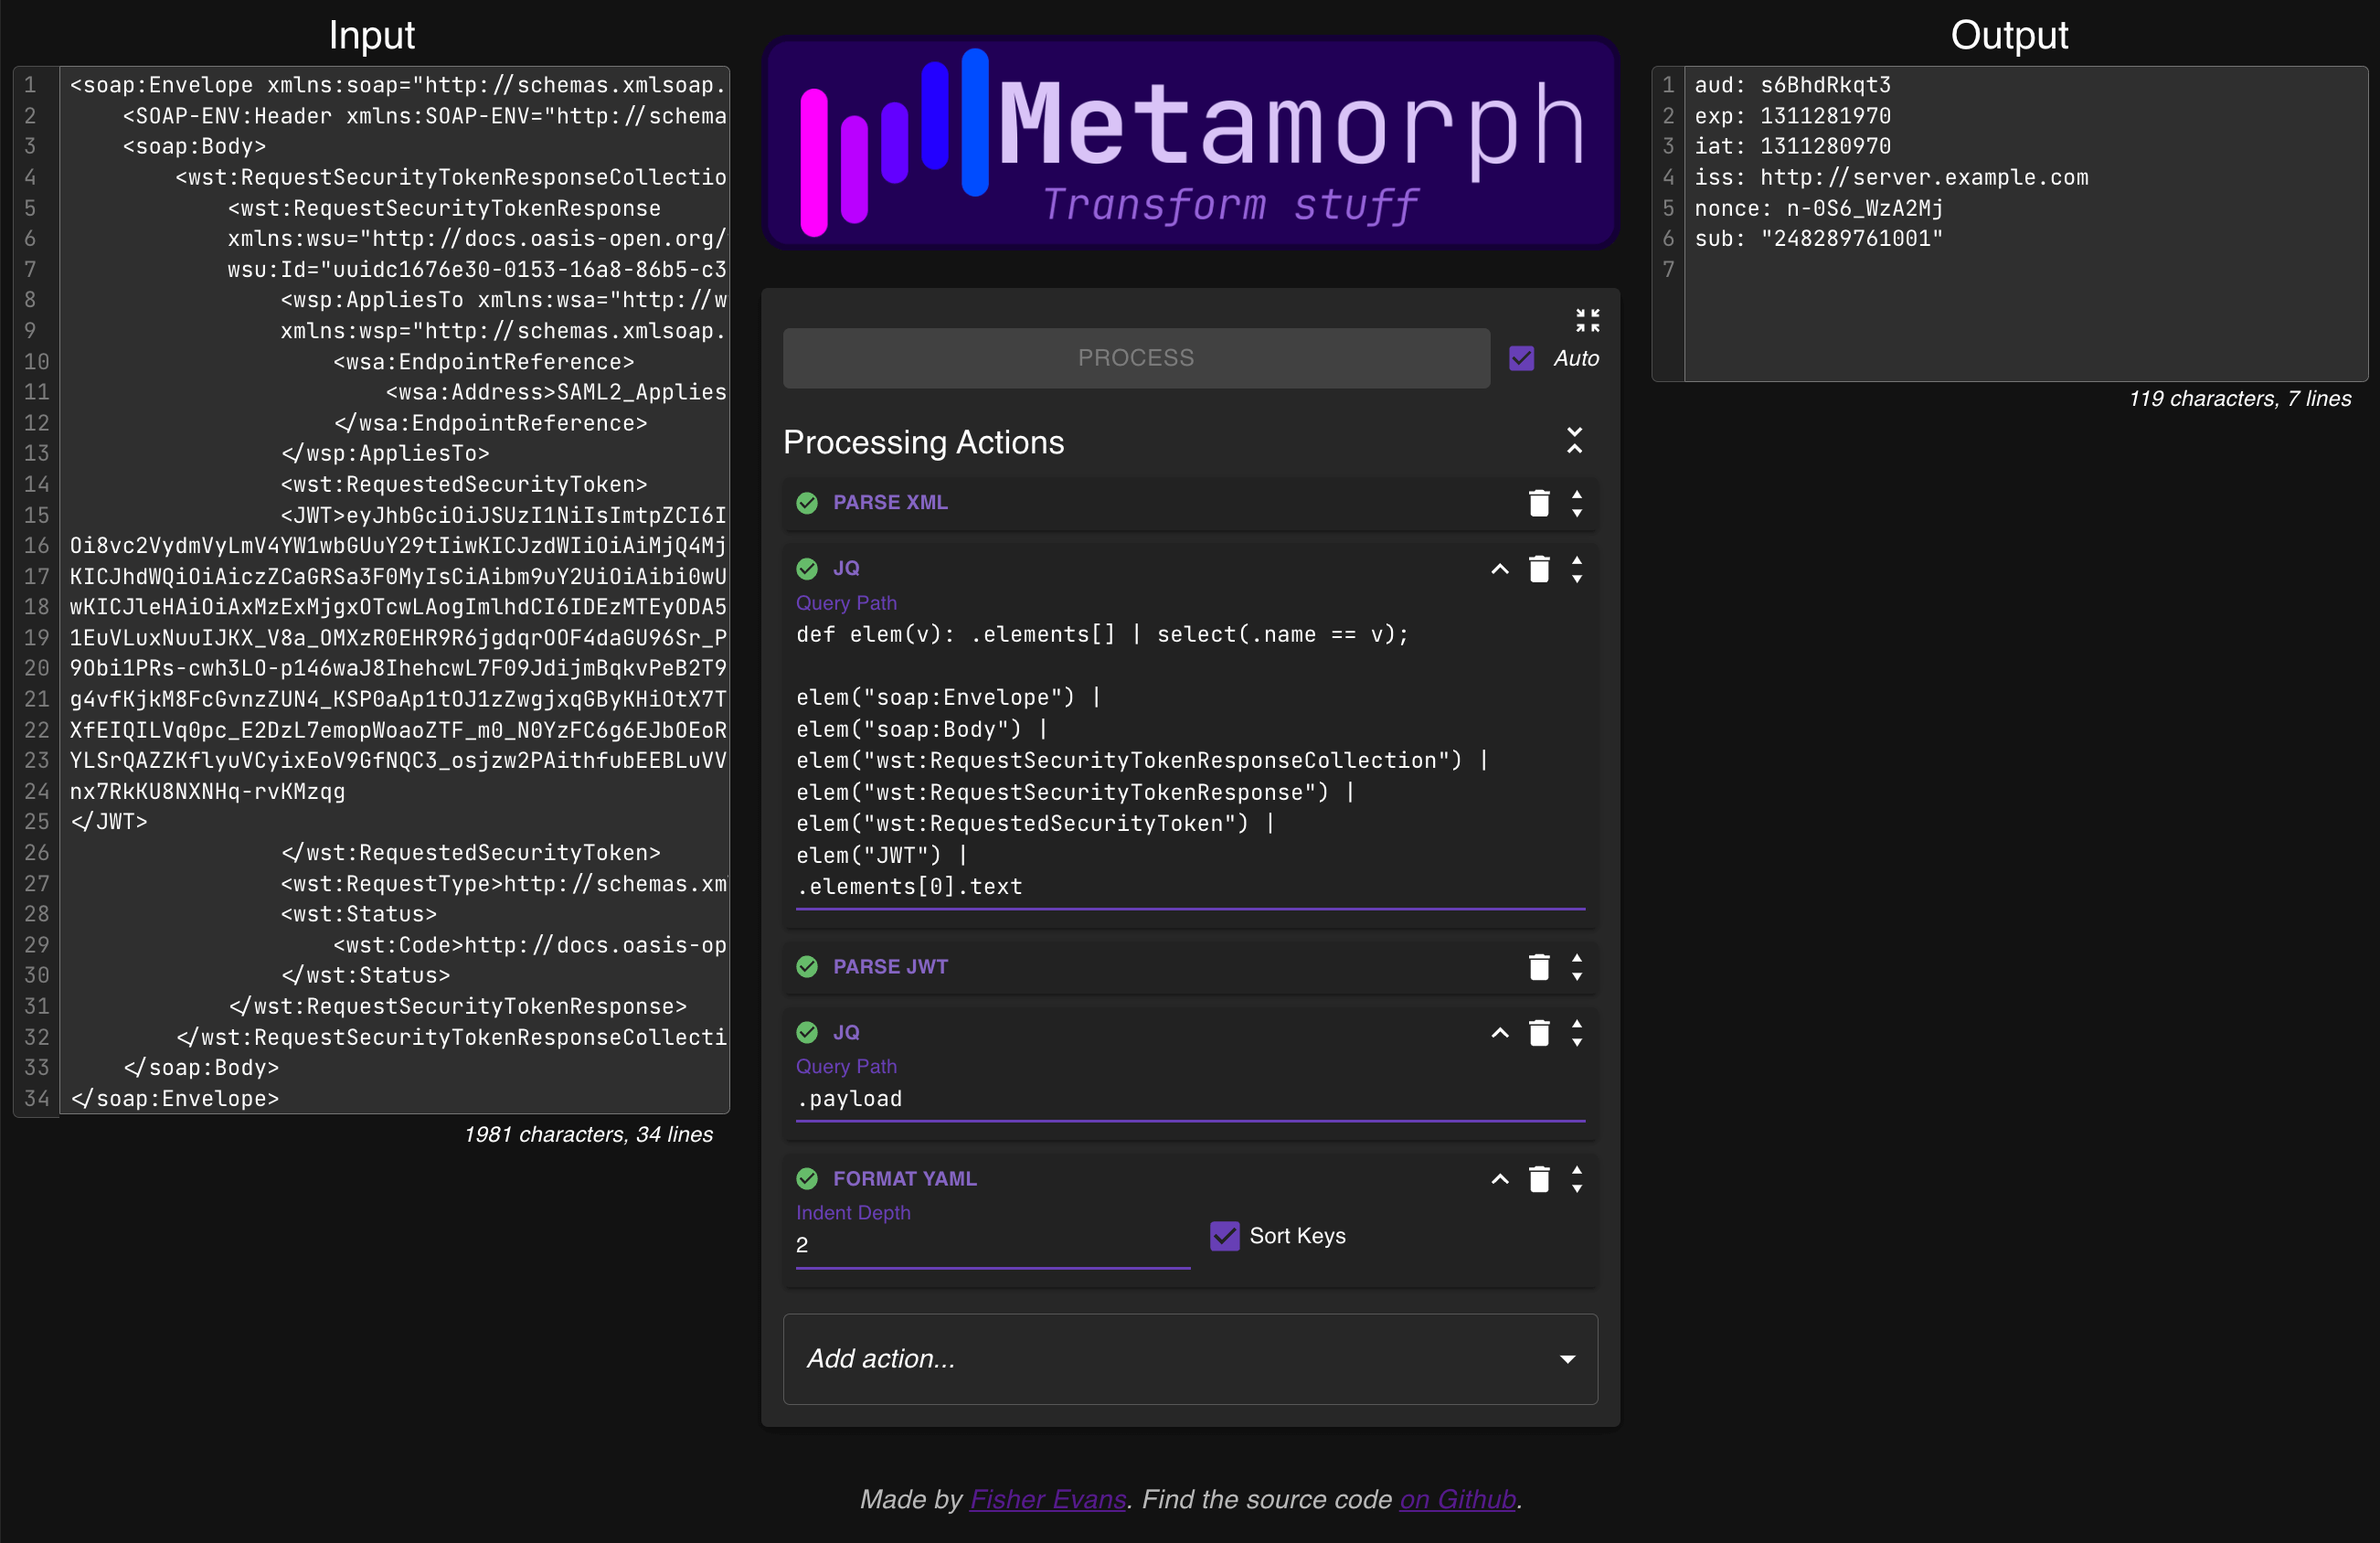 Input
1 <soap:Envelope xmlns:soap="http://schemas.xmlsoap.
2 <SOAP-ENV:Header xmlns:SOAP-ENV="http://schema
3 <soap:Body>
4 <wst:RequestSecurityTokenResponseCollectio
5 <wst:RequestSecurityTokenResponse
6 xmlns:wsu="http://docs.oasis-open.org/
7 wsu:Id="uuidc1676e30-0153-16a8-86b5-c3
8 <wsp:AppliesTo xmlns:wsa="http://w
9 xmlns:wsp="http://schemas.xmlsoap.
10 <wsa:EndpointReference>
11 <wsa:Address>SAML2_Applies
12 </wsa:EndpointReference>
13 </wsp:AppliesTo>
14 <wst:RequestedSecurityToken>
15 <JWT>eyJhbGciOiJSUzI1NiIsImtpZCI6I
16 Oi8vc2VydmVyLmV4YW1wbGUuY29tIiwKICJzdWIiOiAiMjQ4Mj
17 KICJhdWQiOiAiczZCaGRSa3F0MyIsCiAibm9uY2UiOiAibi0wU
18 wKICJleHAiOiAxMzExMjgxOTcwLAogImlhdCI6IDEzMTEyODA5
19 1EuVLuxNuuIJKX_V8a_OMXzR0EHR9R6jgdqrOOF4daGU96Sr_P
20 9Obi1PRs-cwh3LO-p146waJ8IhehcwL7F09JdijmBqkvPeB2T9
21 g4vfKjkM8FcGvnzZUN4_KSP0aAp1tOJ1zZwgjxqGByKHiOtX7T
22 XfEIQILVq0pc_E2DzL7emopWoaoZTF_m0_N0YzFC6g6EJbOEoR
23 YLSrQAZZKflyuVCyixEoV9GfNQC3_osjzw2PAithfubEEBLuVV
24 nx7RkKU8NXNHq-rvKMzqg
25 </JWT>
26 </wst:RequestedSecurityToken>
27 <wst:RequestType>http://schemas.xm
28 <wst:Status>
29 <wst:Code>http://docs.oasis-op
30 </wst:Status>
31 </wst:RequestSecurityTokenResponse>
32 </wst:RequestSecurityTokenResponseCollecti
33 </soap:Body>
34 </soap:Envelope>
1981 characters, 34 lines
Metamorph
Transform stuff
PROCESS
Auto
Processing Actions
PARSE XML
JQ
Query Path
def elem(v): .elements[] | select(.name == v);
elem("soap:Envelope") |
elem("soap:Body") |
elem("wst:RequestSecurityTokenResponseCollection") |
elem("wst:RequestSecurityTokenResponse") |
elem("wst:RequestedSecurityToken") |
elem("JWT") |
.elements[0].text
PARSE JWT
JQ
Query Path
.payload
FORMAT YAML
Indent Depth
2
Sort Keys
Add action...
Made by Fisher Evans. Find the source code on Github.
Output
1 aud: s6BhdRkqt3
2 exp: 1311281970
3 iat: 1311280970
4 iss: http://server.example.com
5 nonce: n-0S6_WzA2Mj
6 sub: "248289761001"
7
119 characters, 7 lines